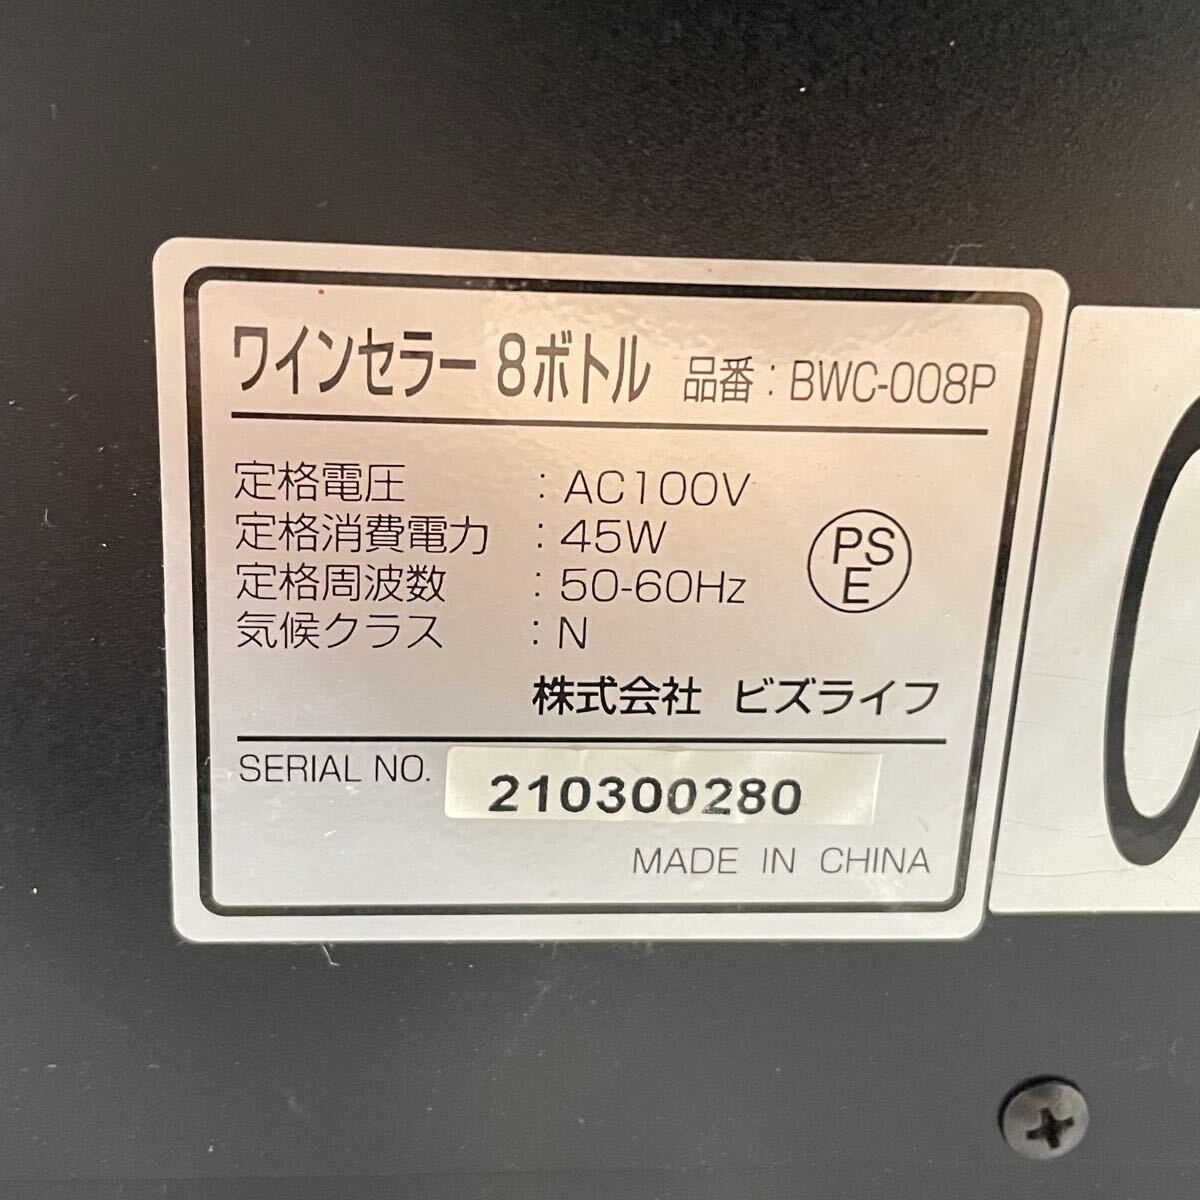 ワインセラー 8ボトル 品番：BWC-008P
定格電圧 ：AC100V
定格消費電力 ：45W
定格周波数 ：50-60Hz
気候クラス ：N
PS
E
株式会社 ビズライフ
SERIAL NO. 210300280
MADE IN CHINA